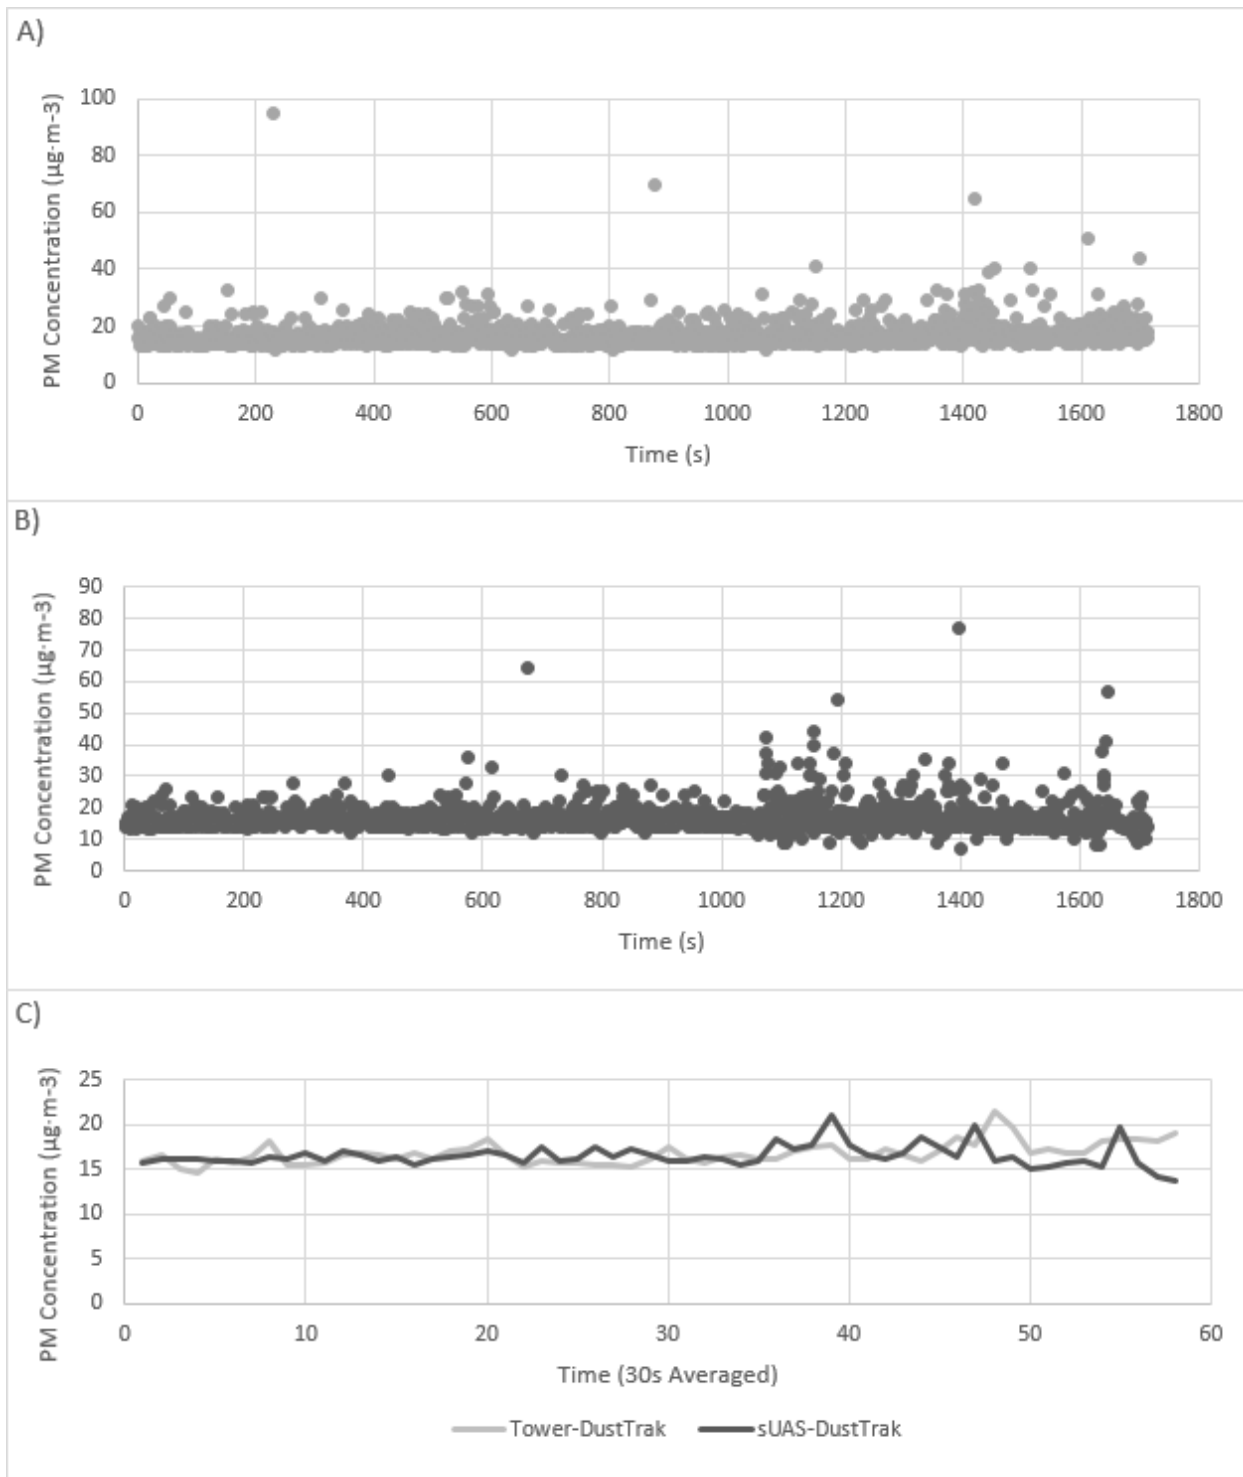 A)
PM Concentration (µg·m-3)
100
80
60
40
20
0
0 200 400 600 800 1000 1200 1400 1600 1800
Time (s)
B)
PM Concentration (µg·m-3)
90
80
70
60
50
40
30
20
10
0
0 200 400 600 800 1000 1200 1400 1600 1800
Time (s)
C)
PM Concentration (µg·m-3)
25
20
15
10
5
0
0 10 20 30 40 50 60
Time (30s Averaged)
Tower-DustTrak sUAS-DustTrak